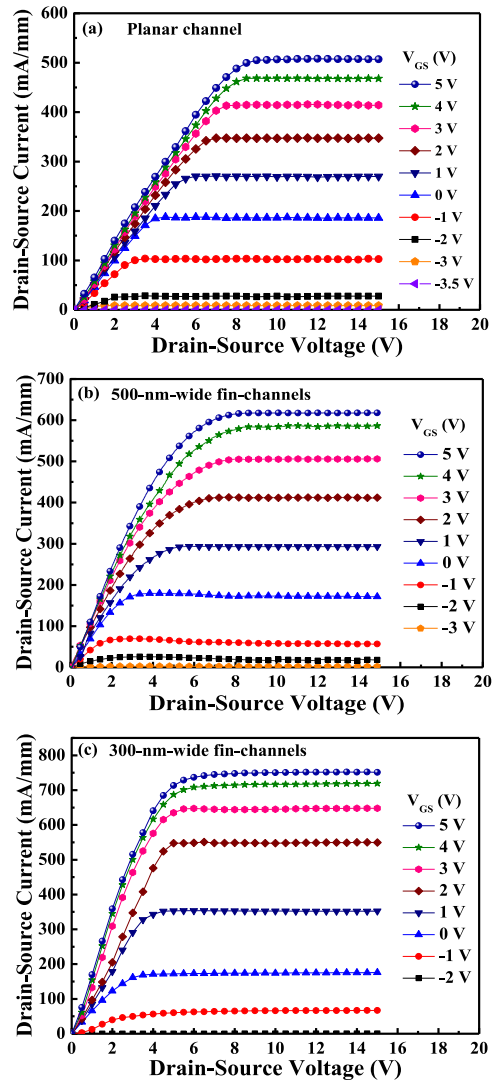 (a) Planar channel
Drain-Source Current (mA/mm)
600
500
400
300
200
100
0
V_GS (V)
5 V
4 V
3 V
2 V
1 V
0 V
-1 V
-2 V
-3 V
-3.5 V
0 2 4 6 8 10 12 14 16 18 20
Drain-Source Voltage (V)
(b) 500-nm-wide fin-channels
Drain-Source Current (mA/mm)
700
600
500
400
300
200
100
0
V_GS (V)
5 V
4 V
3 V
2 V
1 V
0 V
-1 V
-2 V
-3 V
0 2 4 6 8 10 12 14 16 18 20
Drain-Source Voltage (V)
(c) 300-nm-wide fin-channels
Drain-Source Current (mA/mm)
800
700
600
500
400
300
200
100
0
V_GS (V)
5 V
4 V
3 V
2 V
1 V
0 V
-1 V
-2 V
0 2 4 6 8 10 12 14 16 18 20
Drain-Source Voltage (V)